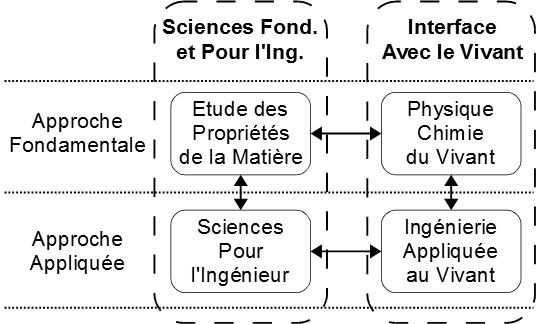 Sciences Fond.
et Pour l'Ing.
Interface
Avec le Vivant
Approche
Fondamentale
Etude des
Propriétés
de la Matière
Physique
Chimie
du Vivant
Approche
Appliquée
Sciences
Pour
l'Ingénieur
Ingénierie
Appliquée
au Vivant